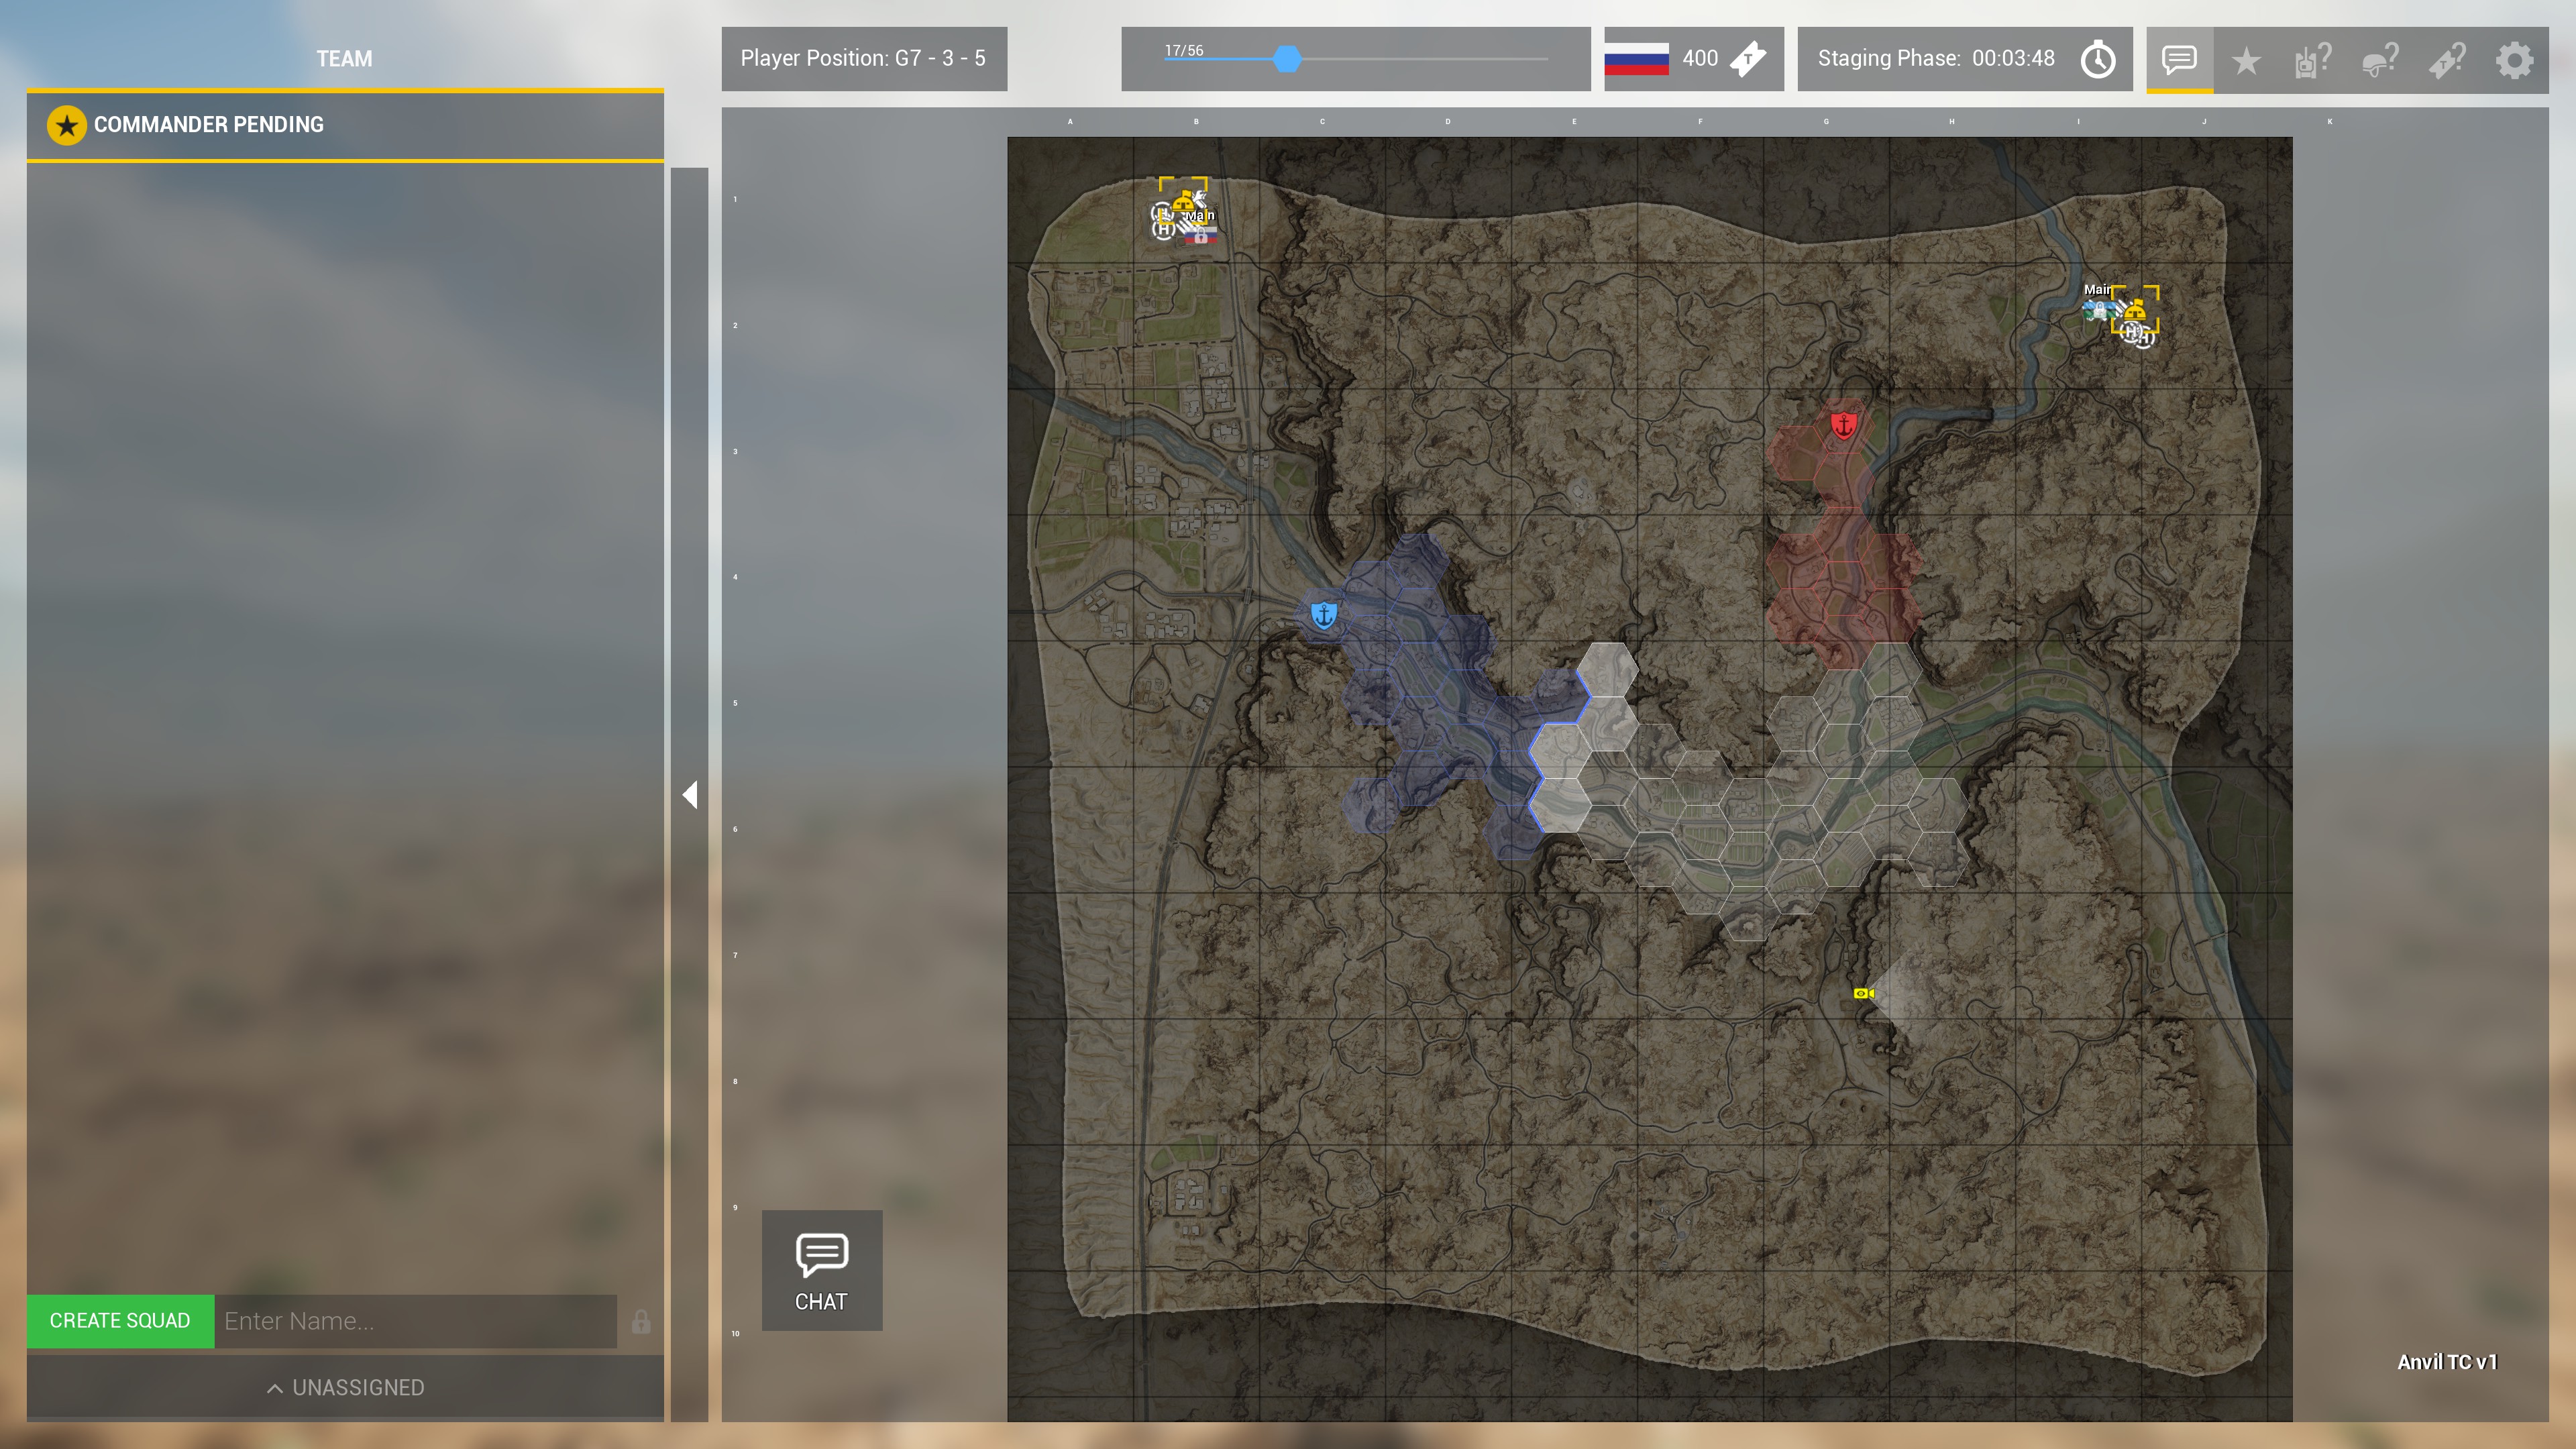 TEAM
Player Position: G7 - 3 - 5
17/56
400
T
Staging Phase: 00:03:48
? ? T ?
COMMANDER PENDING
A B C D E F G H I J K
1
2
3
4
5
6
7
8
9
10
Main
H
H
Main
H
H
CHAT
CREATE SQUAD
Enter Name...
UNASSIGNED
Anvil TC v1